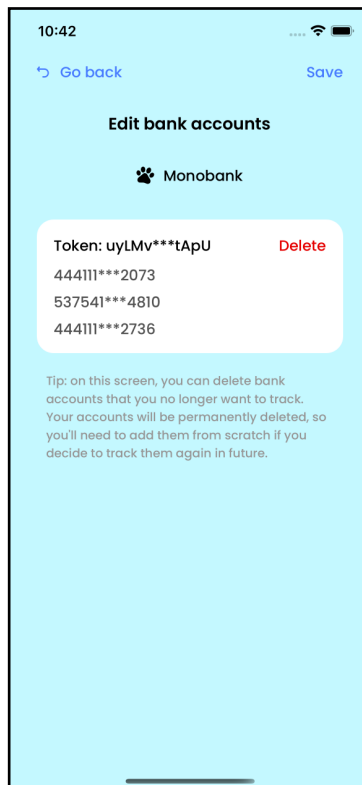 10:42
Go back
Save
Edit bank accounts
Monobank
Token: uyLMv***tApU
Delete
444111***2073
537541***4810
444111***2736
Tip: on this screen, you can delete bank
accounts that you no longer want to track.
Your accounts will be permanently deleted, so
you'll need to add them from scratch if you
decide to track them again in future.